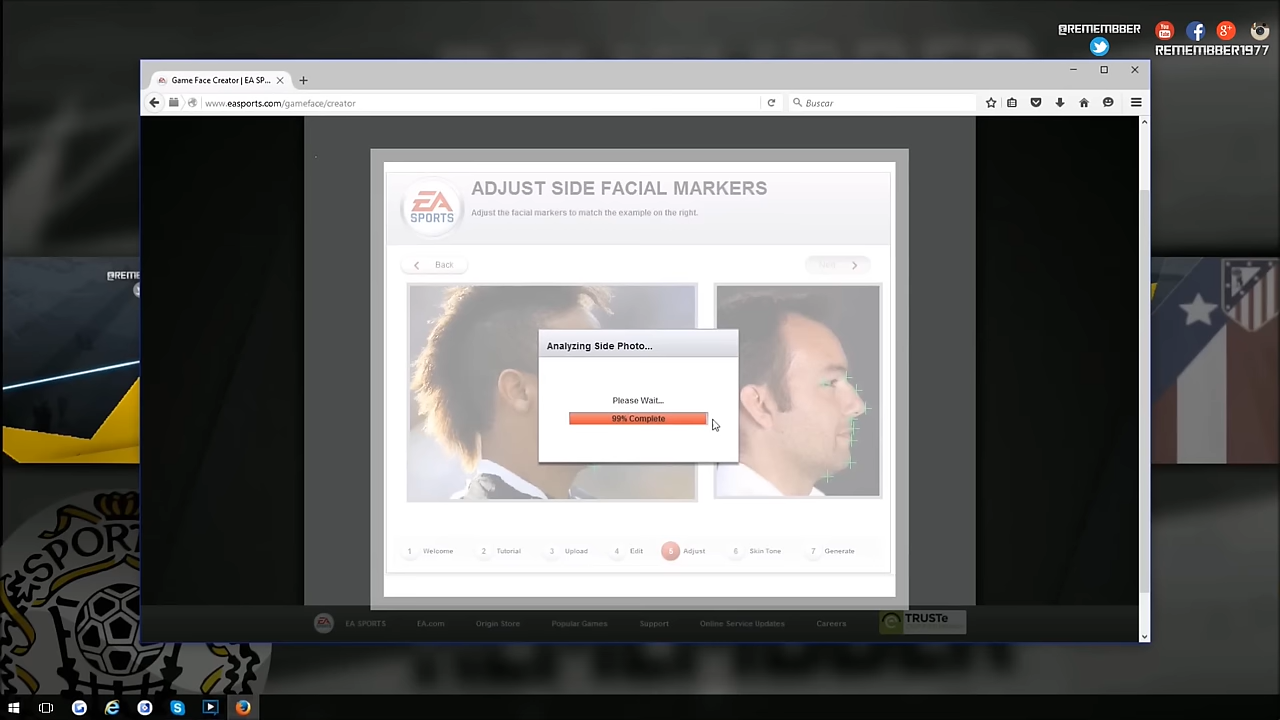 @REMEMBBER
REMEMBBER1977
Game Face Creator | EA SP...
www.easports.com/gameface/creator
Buscar
EA
SPORTS
ADJUST SIDE FACIAL MARKERS
Adjust the facial markers to match the example on the right.
Back
Analyzing Side Photo...
Please Wait...
99% Complete
1 Welcome 2 Tutorial 3 Upload 4 Edit 5 Adjust 6 Skin Tone 7 Generate
EA SPORTS EA.com Origin Store Popular Games Support Online Service Updates Careers
TRUSTe